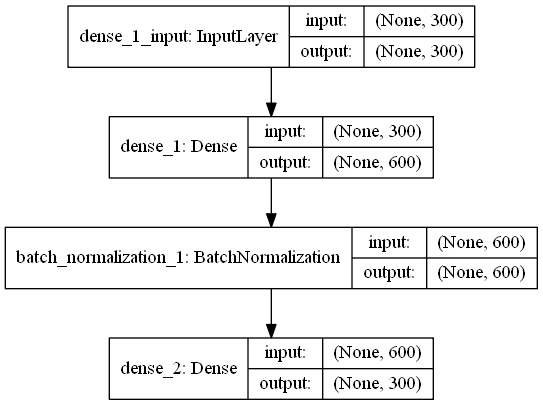 dense_1_input: InputLayer
input: (None, 300)
output: (None, 300)
dense_1: Dense
input: (None, 300)
output: (None, 600)
batch_normalization_1: BatchNormalization
input: (None, 600)
output: (None, 600)
dense_2: Dense
input: (None, 600)
output: (None, 300)